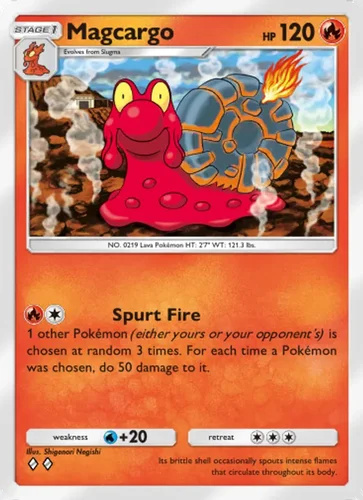 STAGE 1 Magcargo HP 120
Evolves from Slugma
NO. 0219 Lava Pokémon HT: 2'7" WT: 121.3 lbs.
Spurt Fire
1 other Pokémon (either yours or your opponent's) is
chosen at random 3 times. For each time a Pokémon
was chosen, do 50 damage to it.
weakness +20 retreat
Illus. Shigenori Negishi
Its brittle shell occasionally spouts intense flames
that circulate throughout its body.